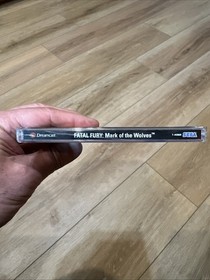 Dreamcast FATAL FURY: Mark of the Wolves™ SEGA